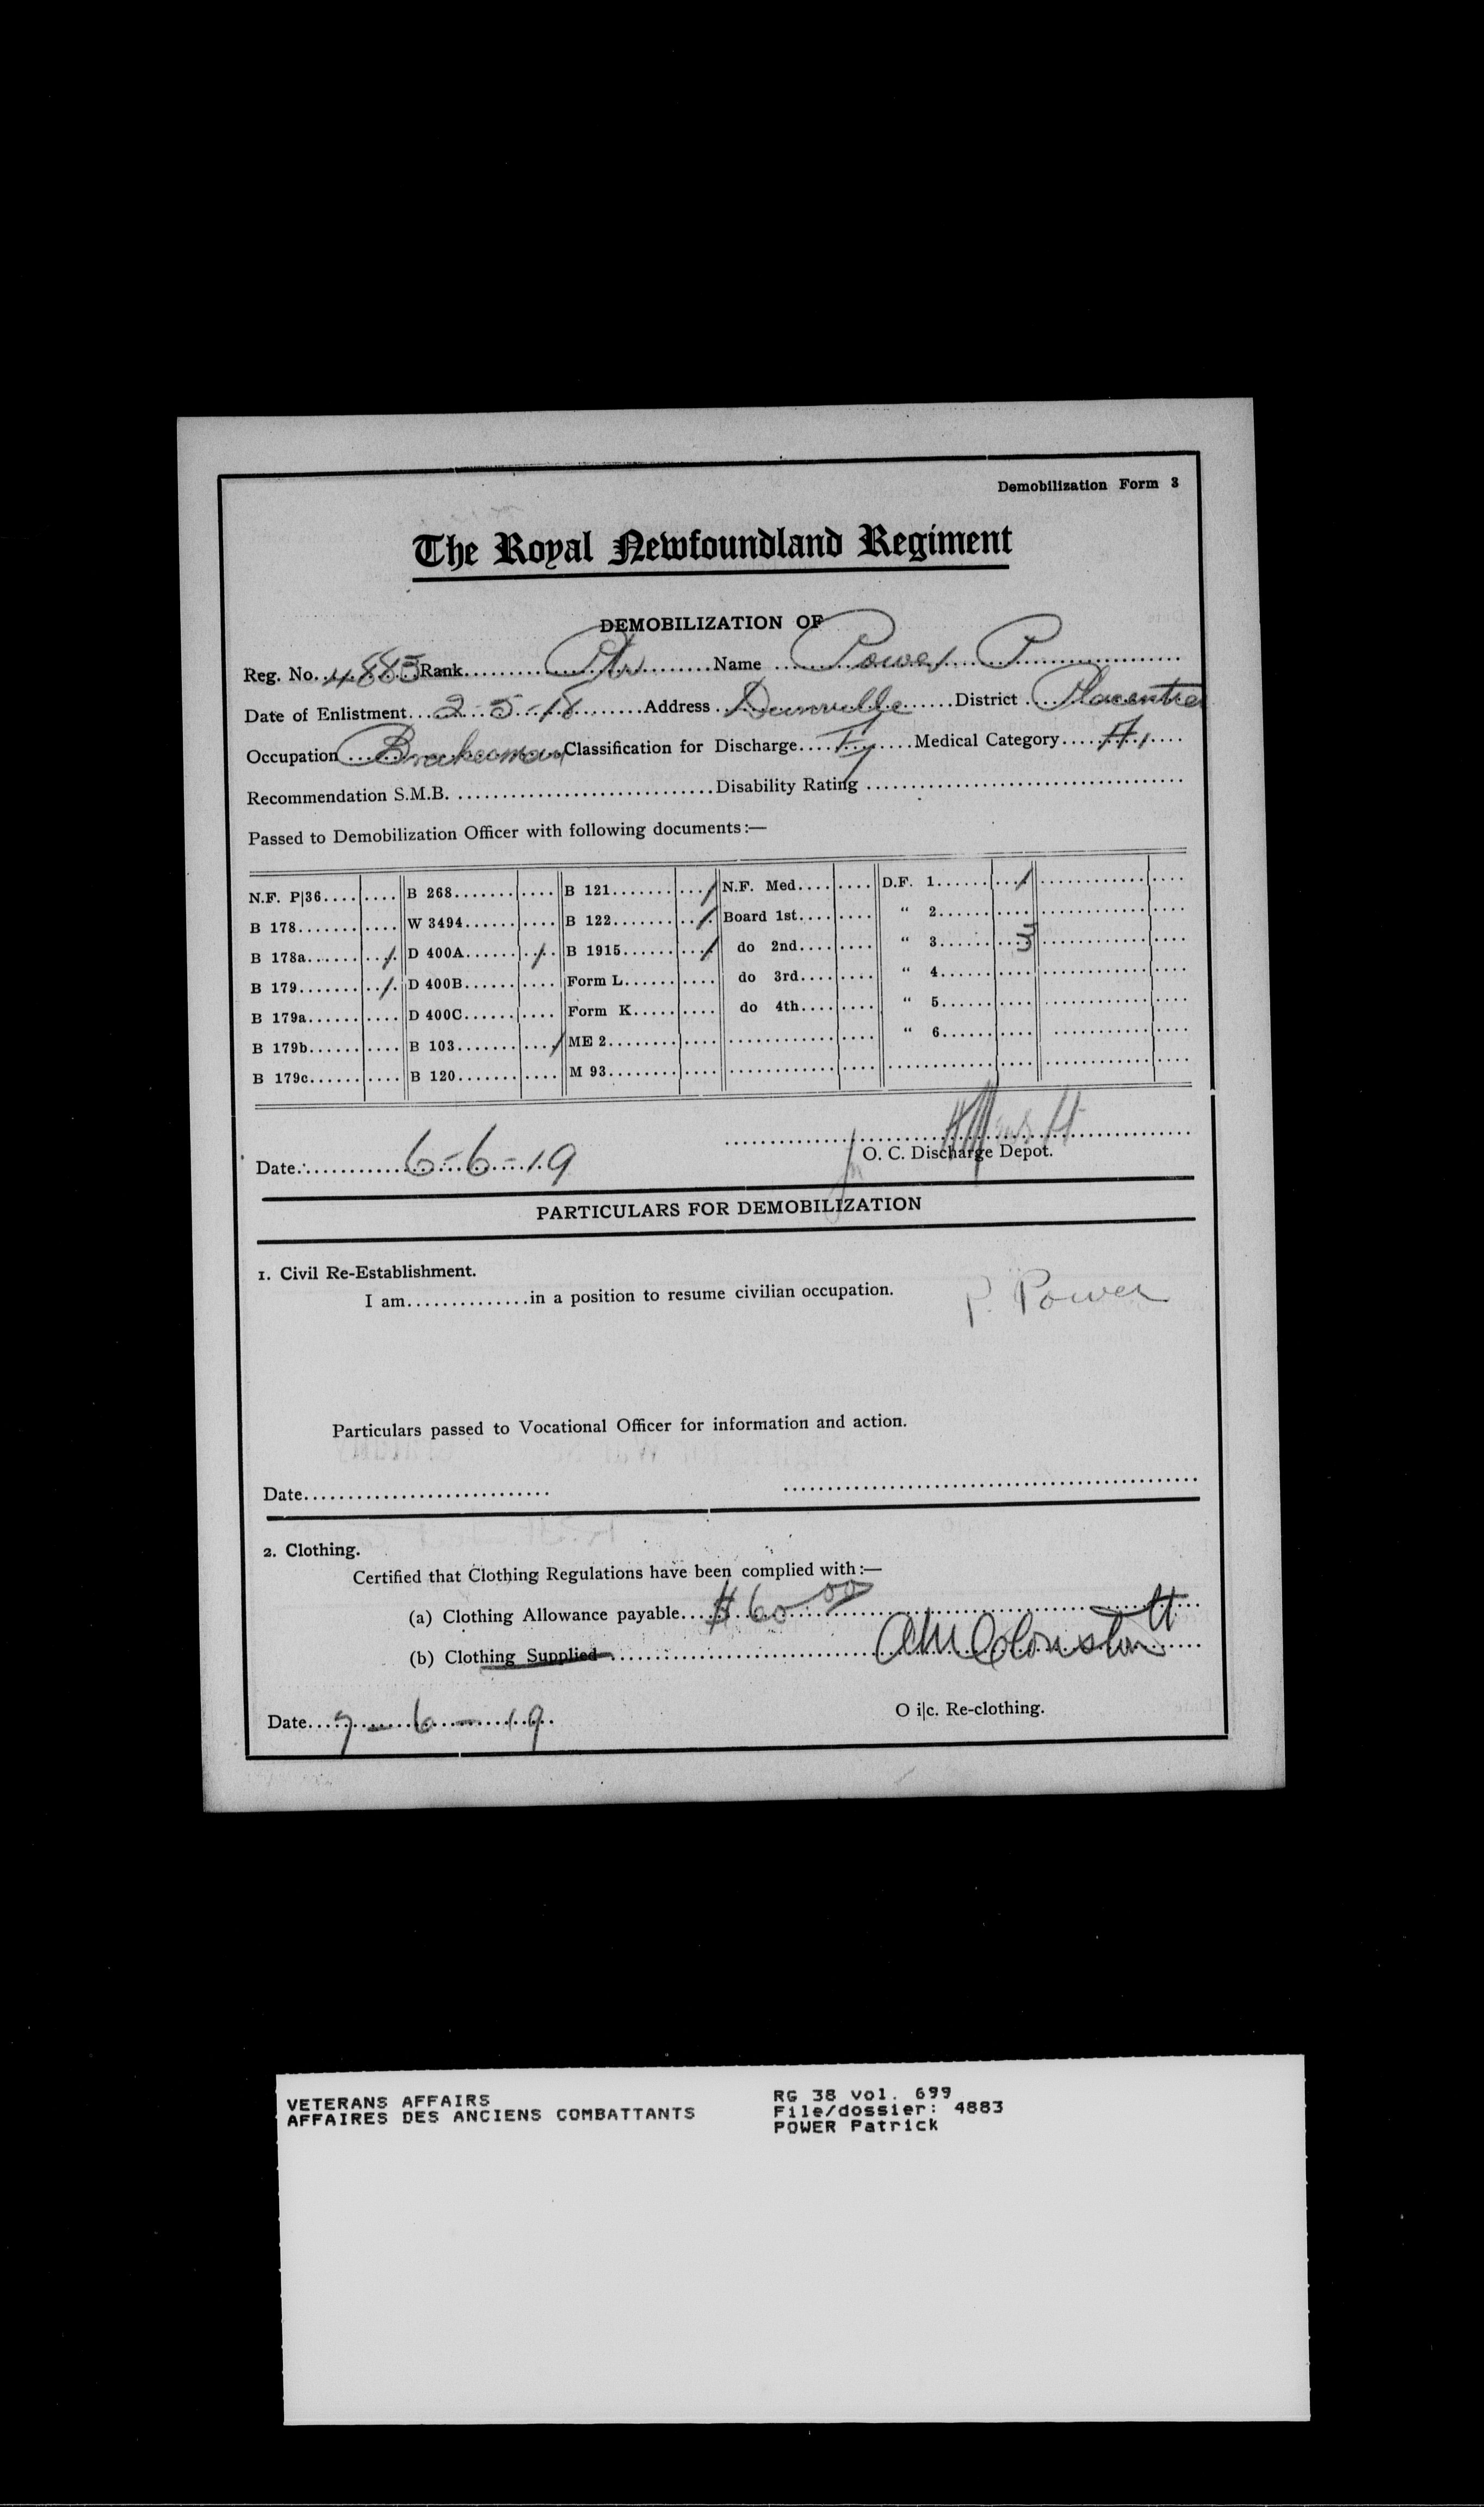 Demobilization Form 3
The Royal Newfoundland Regiment
DEMOBILIZATION OF
Reg. No. 4883 Rank Name Power P
Date of Enlistment 2-5-18 Address Dunville District Placentia
Occupation Brakeman Classification for Discharge Medical Category A1
Recommendation S.M.B. Disability Rating
Passed to Demobilization Officer with following documents:—
N.F. P|36 B 268 B 121 / N.F. Med. D.F. 1 /
B 178 W 3494 B 122 / Board 1st “ 2
B 178a / D 400A / B 1915 / do 2nd “ 3 3
B 179 / D 400B Form L do 3rd “ 4
B 179a D 400C Form K do 4th “ 5
B 179b B 103 / ME 2 “ 6
B 179c B 120 M 93
Date 6-6-19
O. C. Discharge Depot.
PARTICULARS FOR DEMOBILIZATION
1. Civil Re-Establishment.
I am..............in a position to resume civilian occupation. P. Power
Particulars passed to Vocational Officer for information and action.
Date
2. Clothing.
Certified that Clothing Regulations have been complied with:—
(a) Clothing Allowance payable $60 00
(b) Clothing Supplied
Date 7-6-19 O i|c. Re-clothing.
VETERANS AFFAIRS RG 38 vol. 699
AFFAIRES DES ANCIENS COMBATTANTS File/dossier: 4883
POWER Patrick